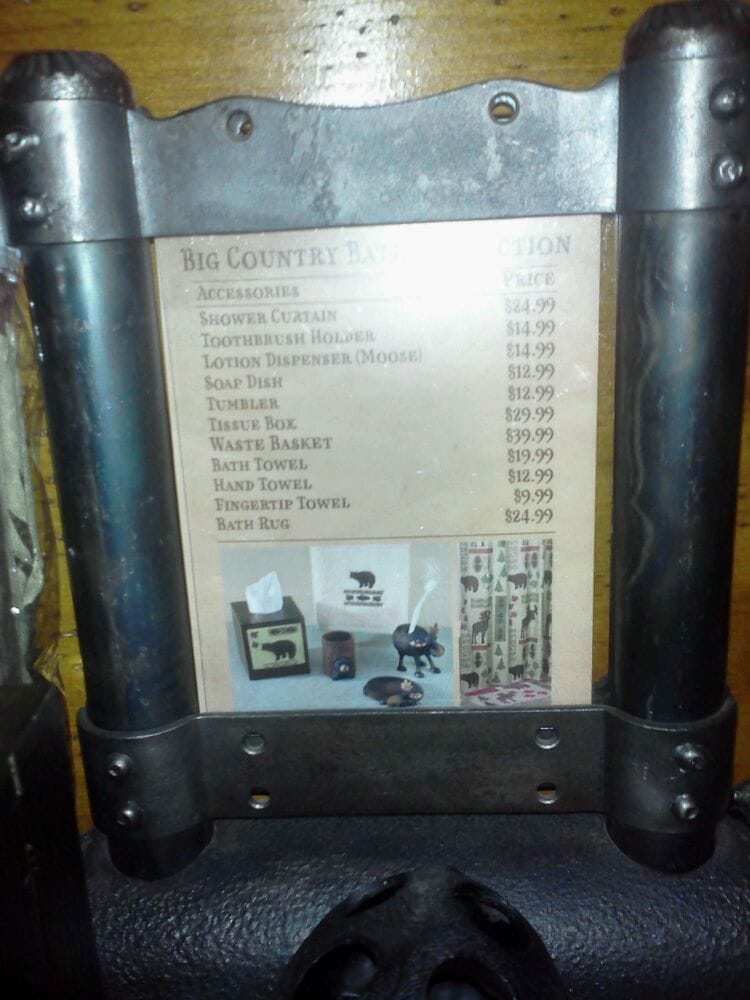 BIG COUNTRY
ACCESSORIES PRICE
SHOWER CURTAIN $24.99
TOOTHBRUSH HOLDER $14.99
LOTION DISPENSER (MOOSE) $14.99
SOAP DISH $12.99
TUMBLER $12.99
TISSUE BOX $29.99
WASTE BASKET $39.99
BATH TOWEL $19.99
HAND TOWEL $12.99
FINGERTIP TOWEL $9.99
BATH RUG $24.99